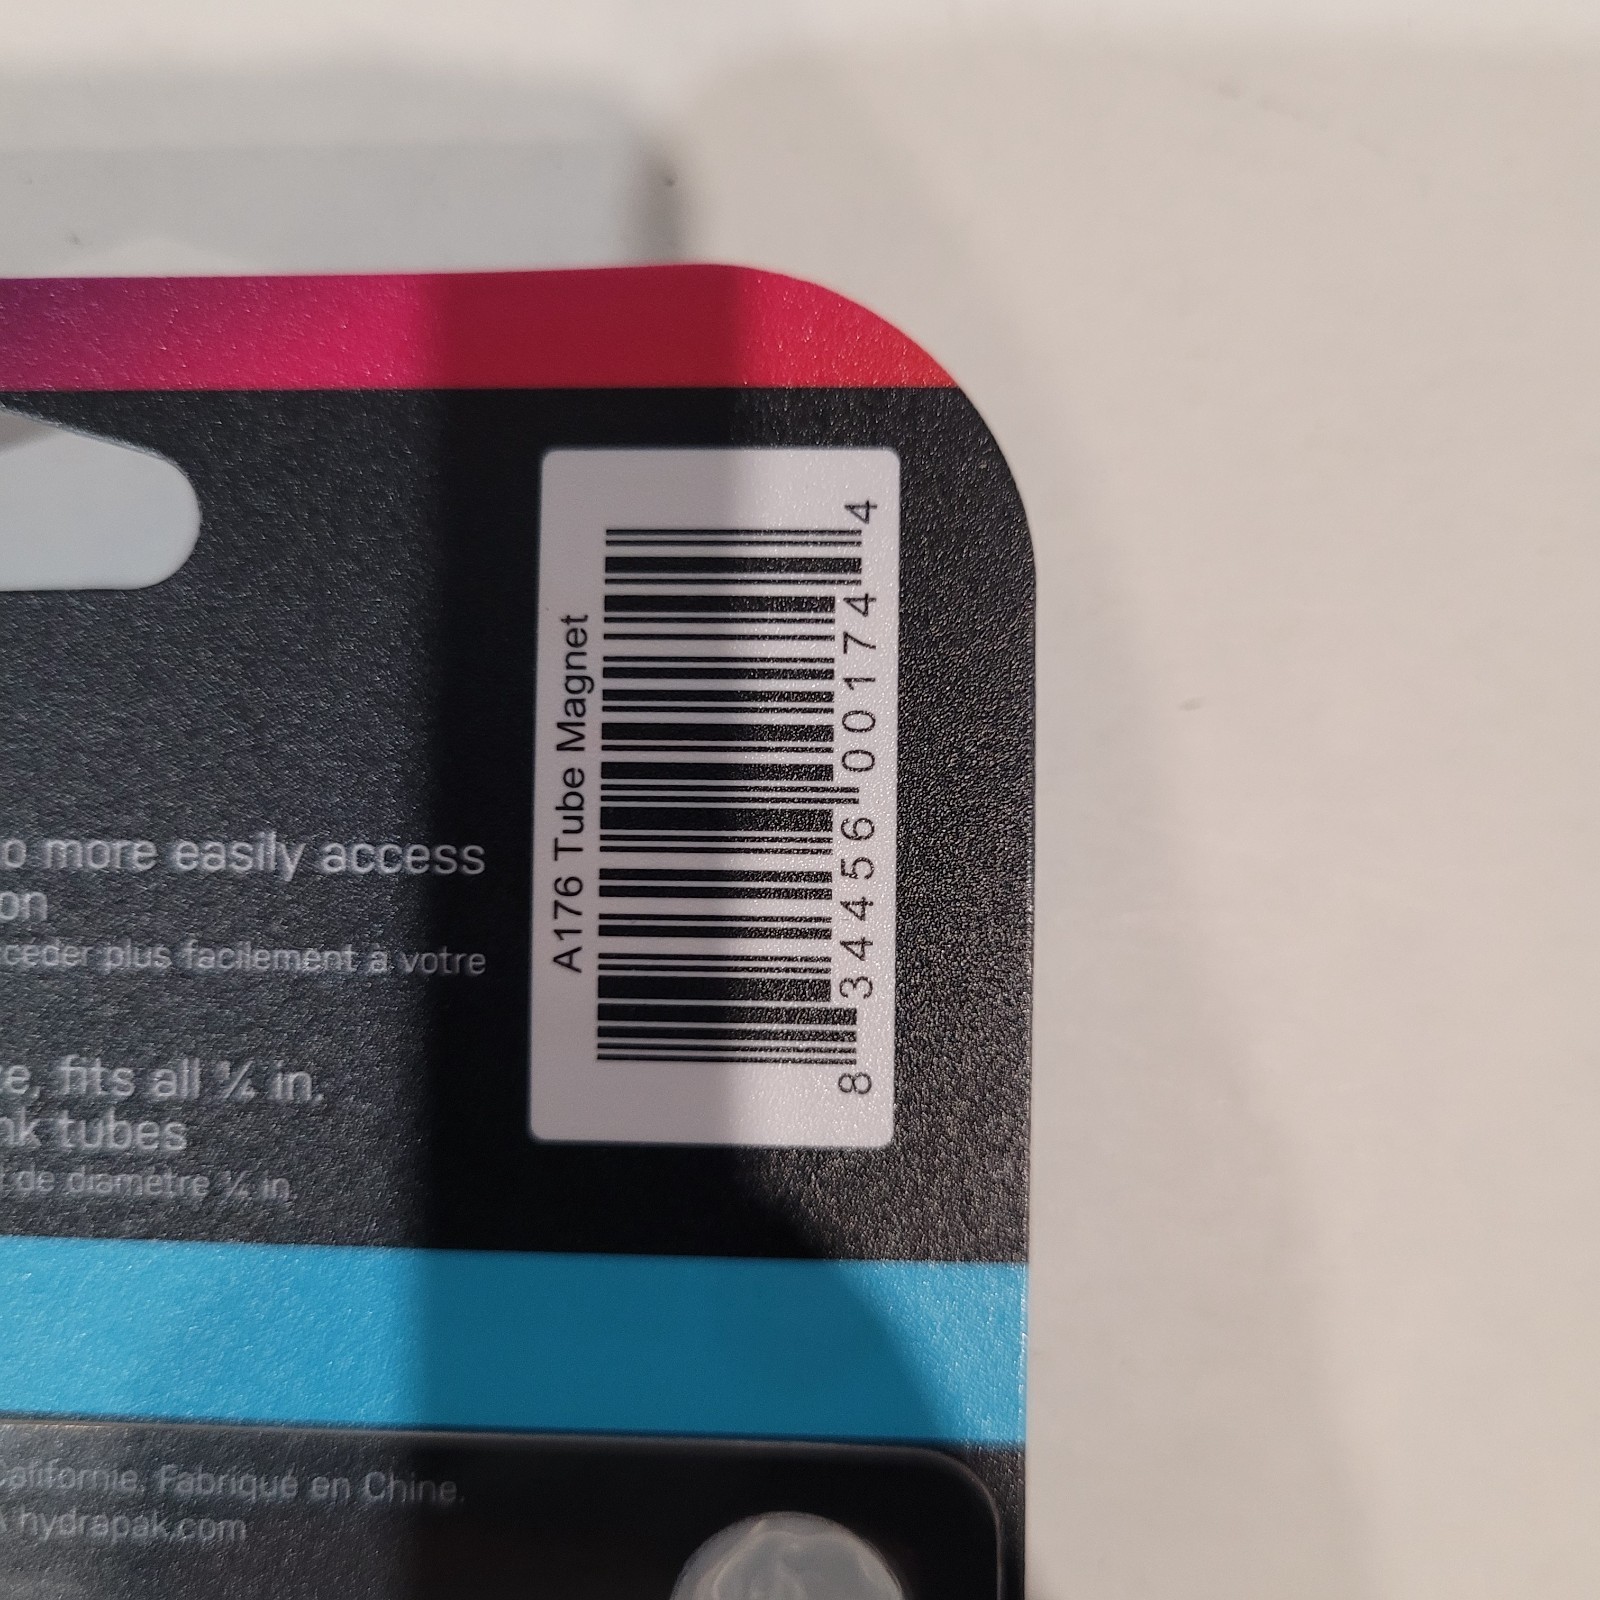 A176 Tube Magnet
8 34456 00174 4
o more easily access
on
ceder plus facilement à votre
e, fits all ¼ in.
nk tubes
de diamètre ¼ in.
Californie. Fabriqué en Chine.
hydrapak.com